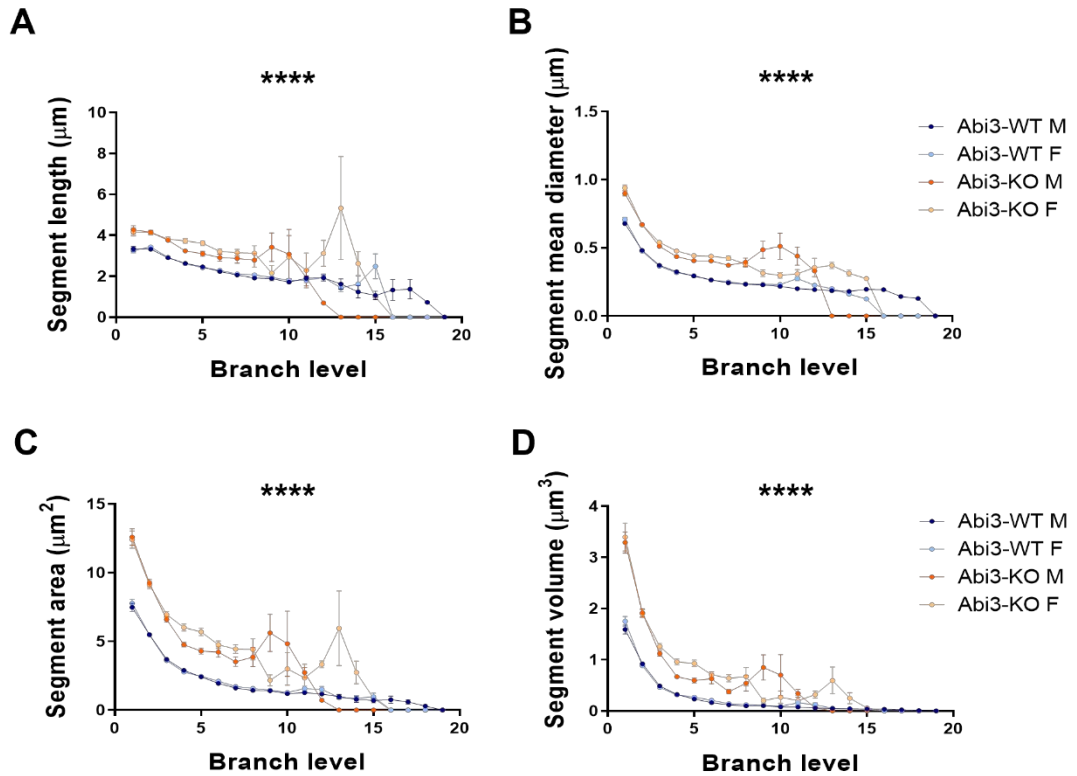 A
B
****
****
Segment length (μm)
10
8
6
4
2
0
0
5
10
15
20
Branch level
Segment mean diameter (μm)
1.5
1.0
0.5
0.0
0
5
10
15
20
Branch level
Abi3-WT M
Abi3-WT F
Abi3-KO M
Abi3-KO F
C
D
****
****
Segment area (μm²)
15
10
5
0
0
5
10
15
20
Branch level
Segment volume (μm³)
4
3
2
1
0
0
5
10
15
20
Branch level
Abi3-WT M
Abi3-WT F
Abi3-KO M
Abi3-KO F